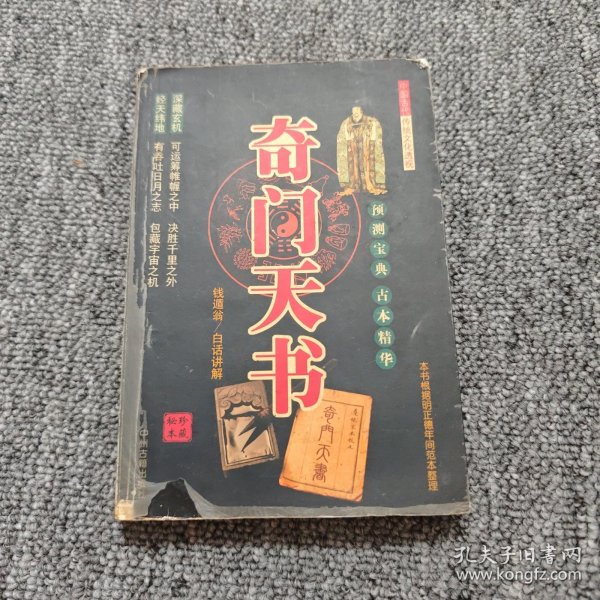 奇门天书
深藏玄机
经天纬地
可运筹帷幄之中 决胜千里之外
有吞吐日月之志 包藏宇宙之机
预测宝典 古本精华
钱遁翁/白话讲解
本书根据明正德年间范本整理
奇門天書
珍藏
秘本
中州古籍出
孔夫子旧书网
www.kongfz.com